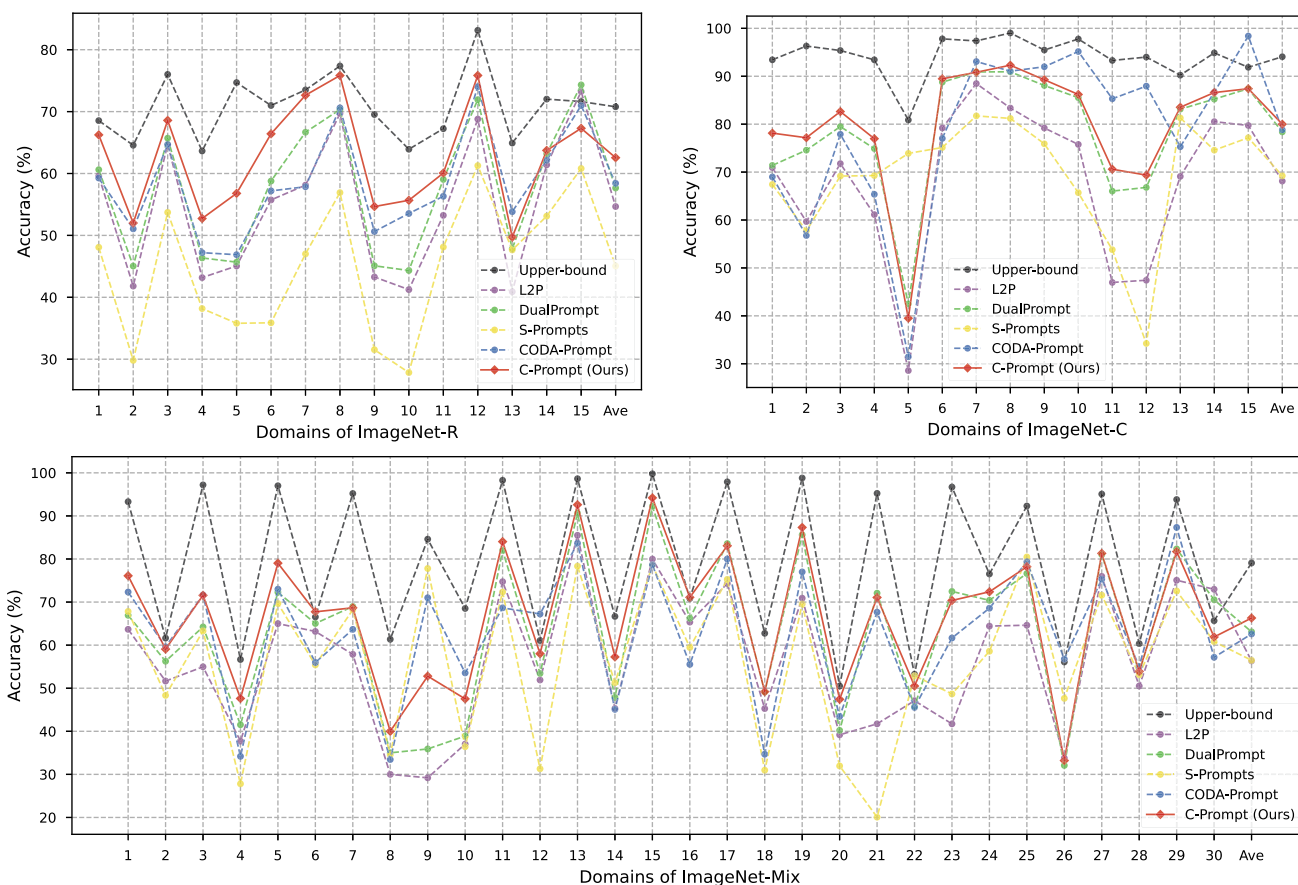 80
70
60
50
40
30
Accuracy (%)
Upper-bound
L2P
DualPrompt
S-Prompts
CODA-Prompt
C-Prompt (Ours)
1 2 3 4 5 6 7 8 9 10 11 12 13 14 15 Ave
Domains of ImageNet-R
100
90
80
70
60
50
40
30
Accuracy (%)
Upper-bound
L2P
DualPrompt
S-Prompts
CODA-Prompt
C-Prompt (Ours)
1 2 3 4 5 6 7 8 9 10 11 12 13 14 15 Ave
Domains of ImageNet-C
100
90
80
70
60
50
40
30
20
Accuracy (%)
Upper-bound
L2P
DualPrompt
S-Prompts
CODA-Prompt
C-Prompt (Ours)
1 2 3 4 5 6 7 8 9 10 11 12 13 14 15 16 17 18 19 20 21 22 23 24 25 26 27 28 29 30 Ave
Domains of ImageNet-Mix